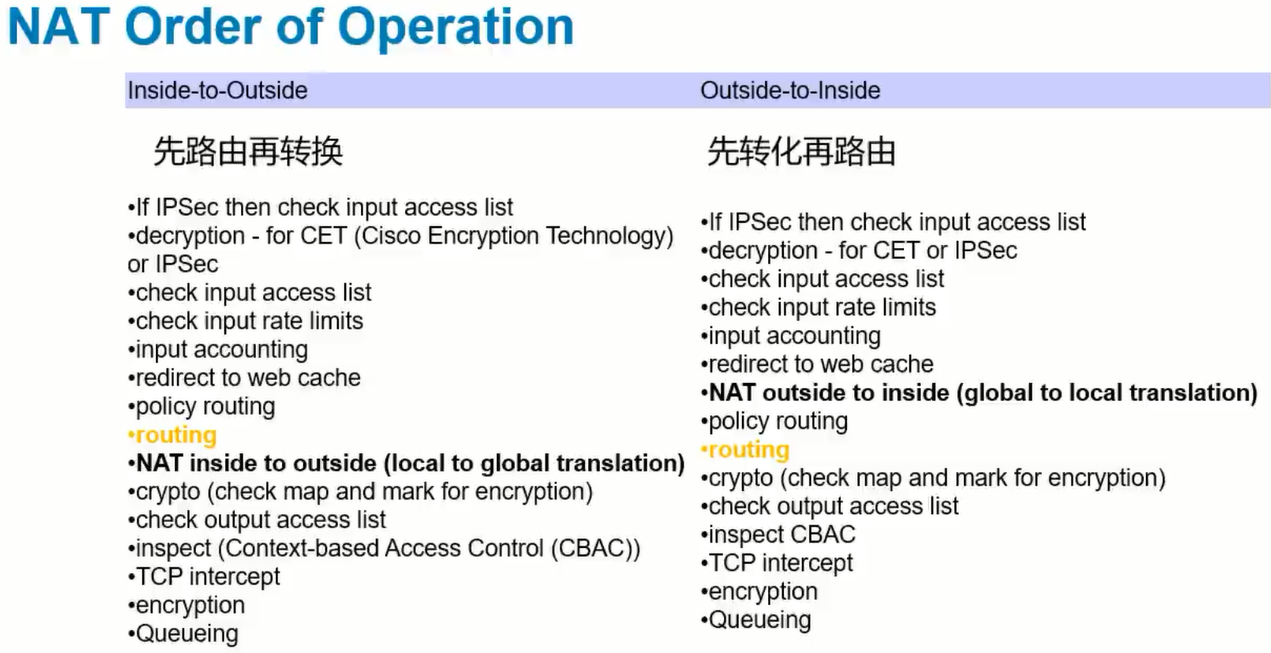 NAT Order of Operation
Inside-to-Outside
先路由再转换
•If IPSec then check input access list
•decryption - for CET (Cisco Encryption Technology)
or IPSec
•check input access list
•check input rate limits
•input accounting
•redirect to web cache
•policy routing
•routing
•NAT inside to outside (local to global translation)
•crypto (check map and mark for encryption)
•check output access list
•inspect (Context-based Access Control (CBAC))
•TCP intercept
•encryption
•Queueing
Outside-to-Inside
先转化再路由
•If IPSec then check input access list
•decryption - for CET or IPSec
•check input access list
•check input rate limits
•input accounting
•redirect to web cache
•NAT outside to inside (global to local translation)
•policy routing
•routing
•crypto (check map and mark for encryption)
•check output access list
•inspect CBAC
•TCP intercept
•encryption
•Queueing